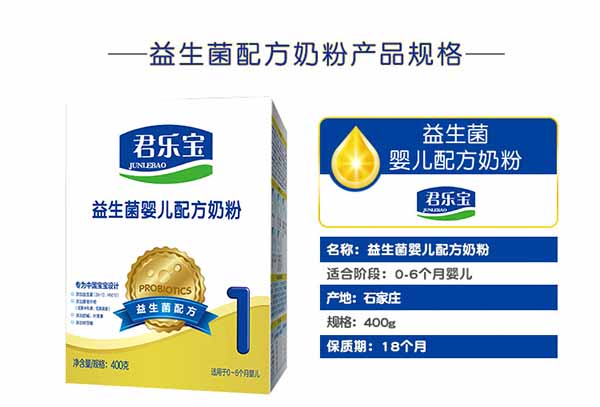 益生菌配方奶粉产品规格
君乐宝
JUNLEBAO
益生菌婴儿配方奶粉
专为中国宝宝设计
PROBIOTICS
益生菌配方
1
净含量/规格：400克
适用于0~6个月婴儿
益生菌
婴儿配方奶粉
君乐宝
JUNLEBAO
名称：益生菌婴儿配方奶粉
适合阶段：0-6个月婴儿
产地：石家庄
规格：400g
保质期：18个月